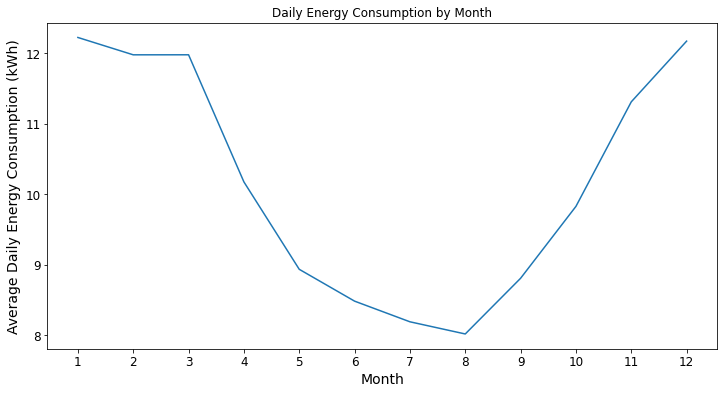 Daily Energy Consumption by Month
Average Daily Energy Consumption (kWh)
12
11
10
9
8
1 2 3 4 5 6 7 8 9 10 11 12
Month